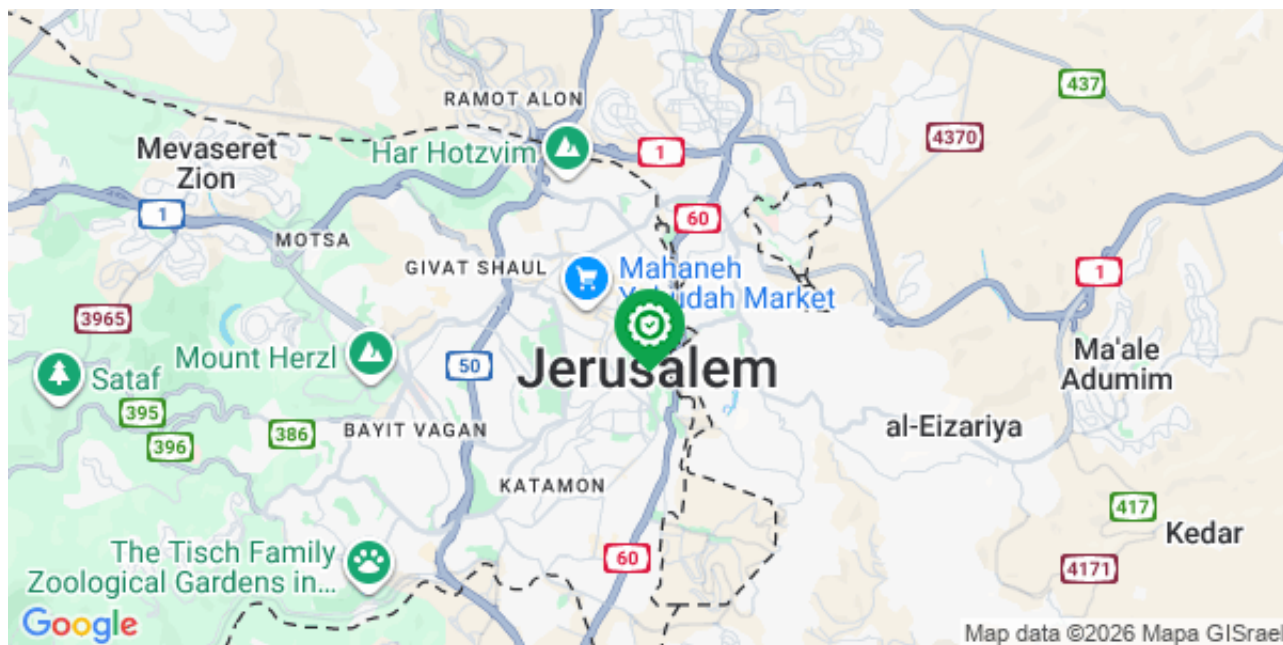 RAMOT ALON
437
4370
Mevaseret
Zion
Har Hotzvim
1
1
60
MOTSA
GIVAT SHAUL
Mahaneh
Yehudah Market
1
3965
Mount Herzl
50
Jerusalem
Ma'ale
Adumim
Sataf
395
386
396
BAYIT VAGAN
al-Eizariya
KATAMON
417
Kedar
The Tisch Family
Zoological Gardens in...
60
4171
Google
Map data ©2026 Mapa GISrael